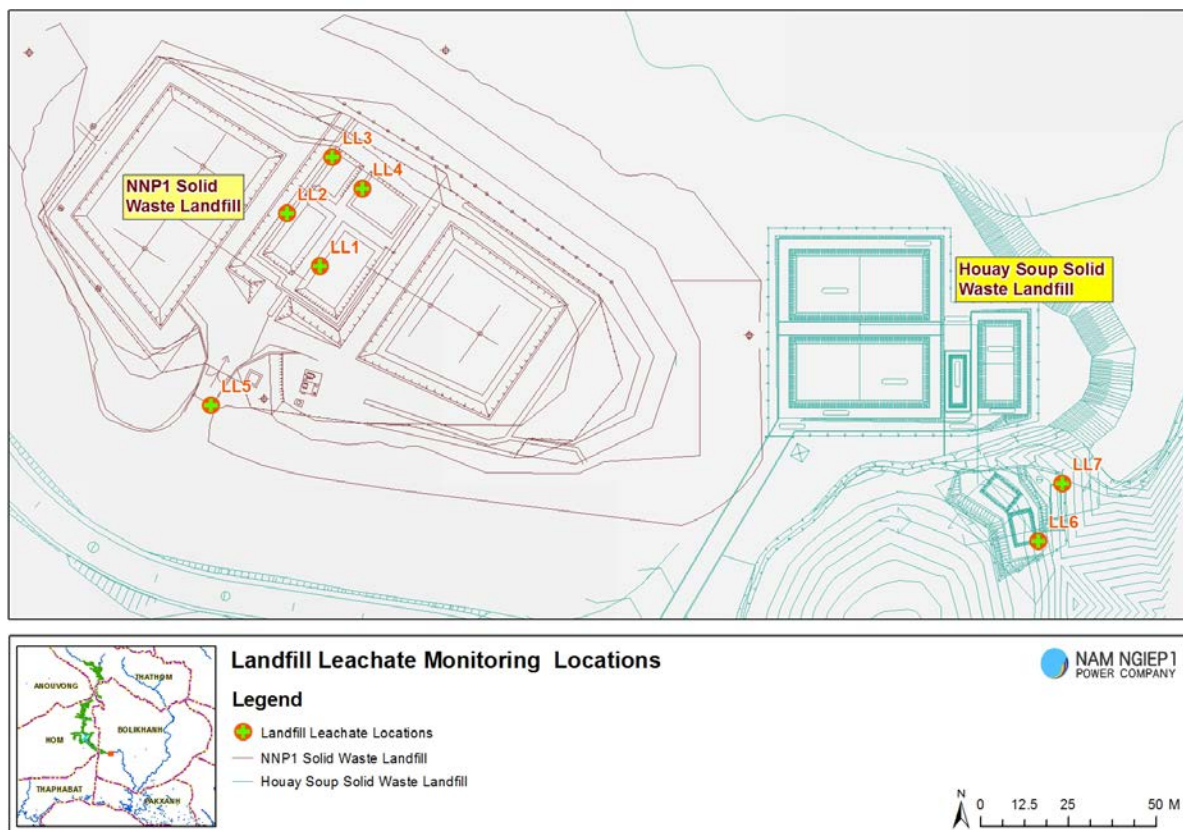 LL3
LL4
NNP1 Solid
Waste Landfill
LL2
LL1
Houay Soup Solid
Waste Landfill
LL5
LL7
LL6
Landfill Leachate Monitoring Locations
NAM NGIEP1
POWER COMPANY
Legend
Landfill Leachate Locations
NNP1 Solid Waste Landfill
Houay Soup Solid Waste Landfill
ANOUVONG
THATHOM
BOLIKHANH
HOM
THAPHABAT
PAKXANH
N
0 12.5 25 50 M